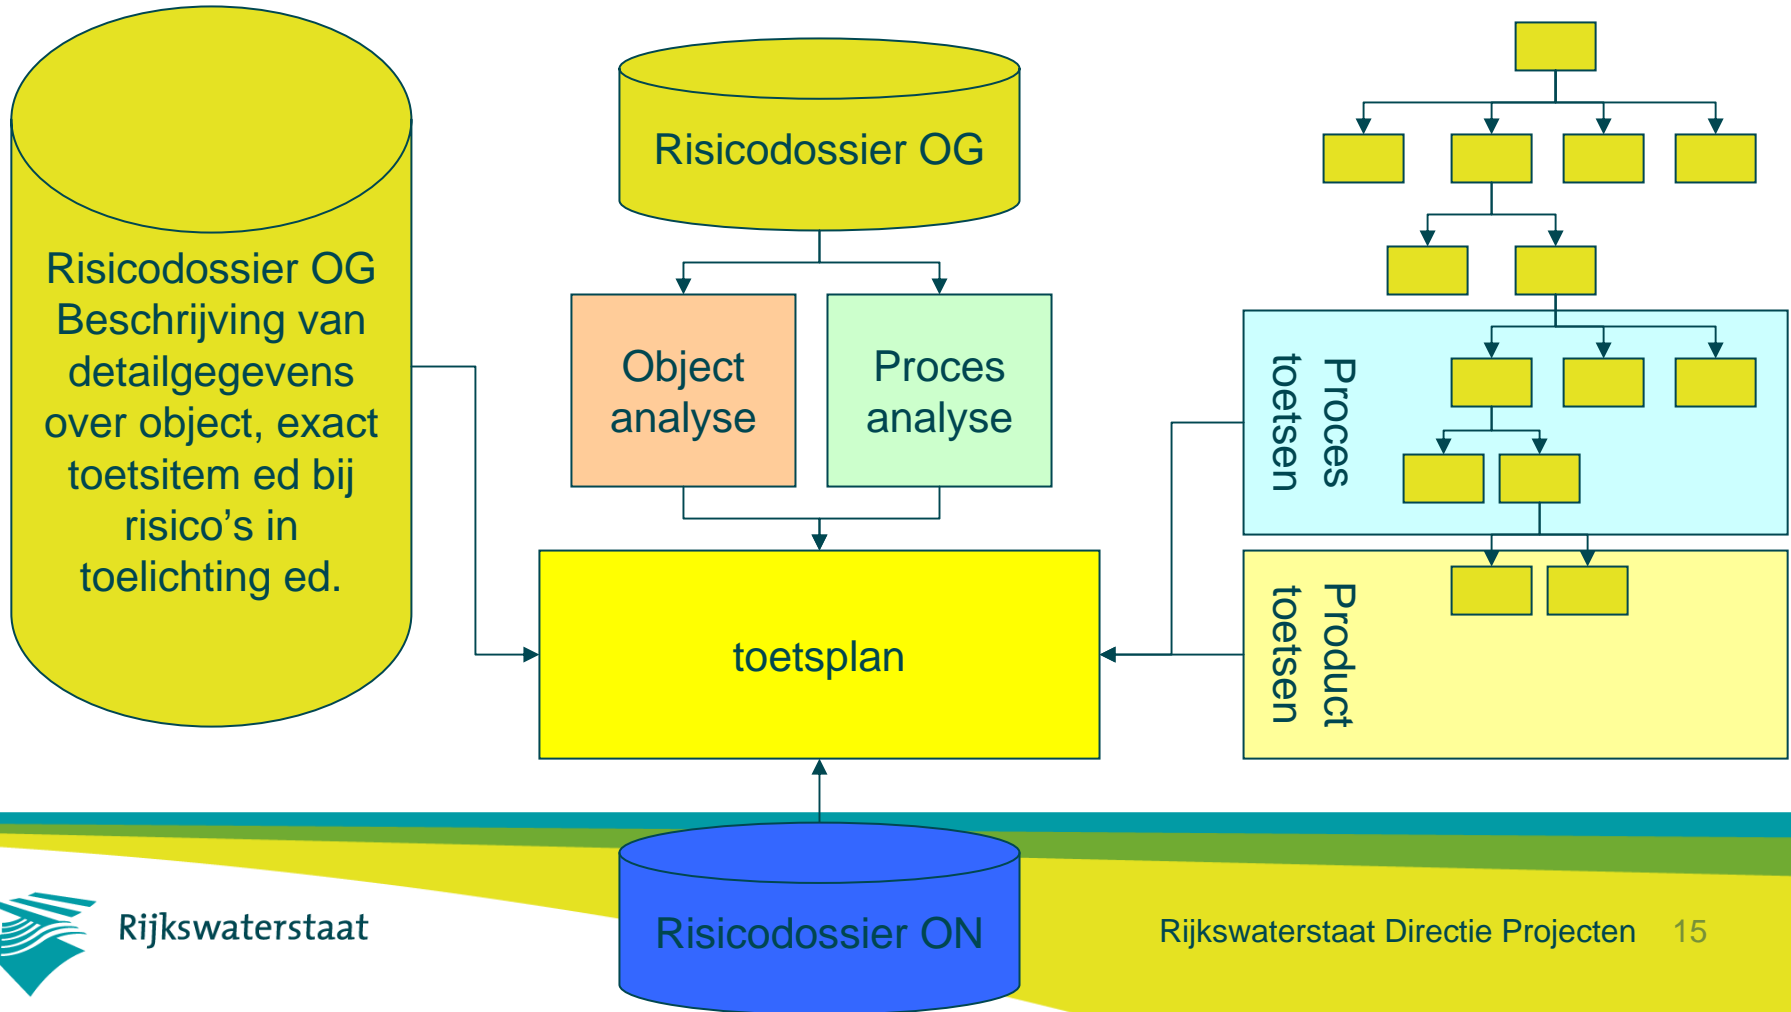 Risicodossier OG
Beschrijving van
detailgegevens
over object, exact
toetsitem ed bij
risico’s in
toelichting ed.
Risicodossier OG
Object
analyse
Proces
analyse
toetsplan
Proces
toetsen
Product
toetsen
Risicodossier ON
Rijkswaterstaat
Rijkswaterstaat Directie Projecten 15